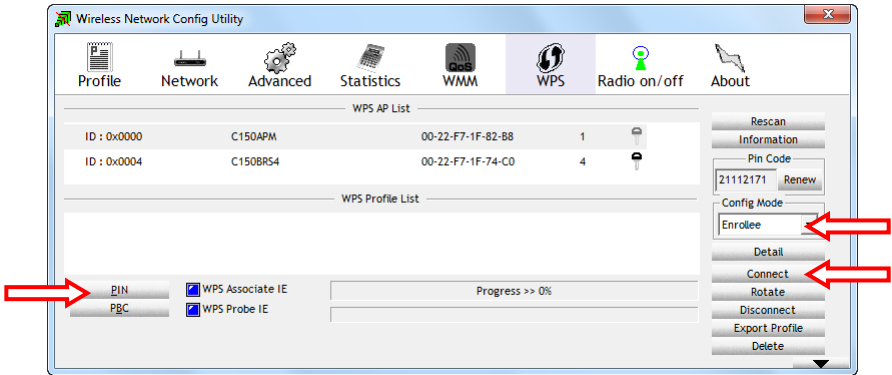 Wireless Network Config Utility
Profile Network Advanced Statistics QoS WMM WPS Radio on/off About
WPS AP List
ID : 0x0000 C150APM 00-22-F7-1F-82-B8 1
ID : 0x0004 C150BRS4 00-22-F7-1F-74-C0 4
WPS Profile List
PIN
PBC
WPS Associate IE
WPS Probe IE
Progress >> 0%
Rescan
Information
Pin Code
21112171 Renew
Config Mode
Enrollee
Detail
Connect
Rotate
Disconnect
Export Profile
Delete